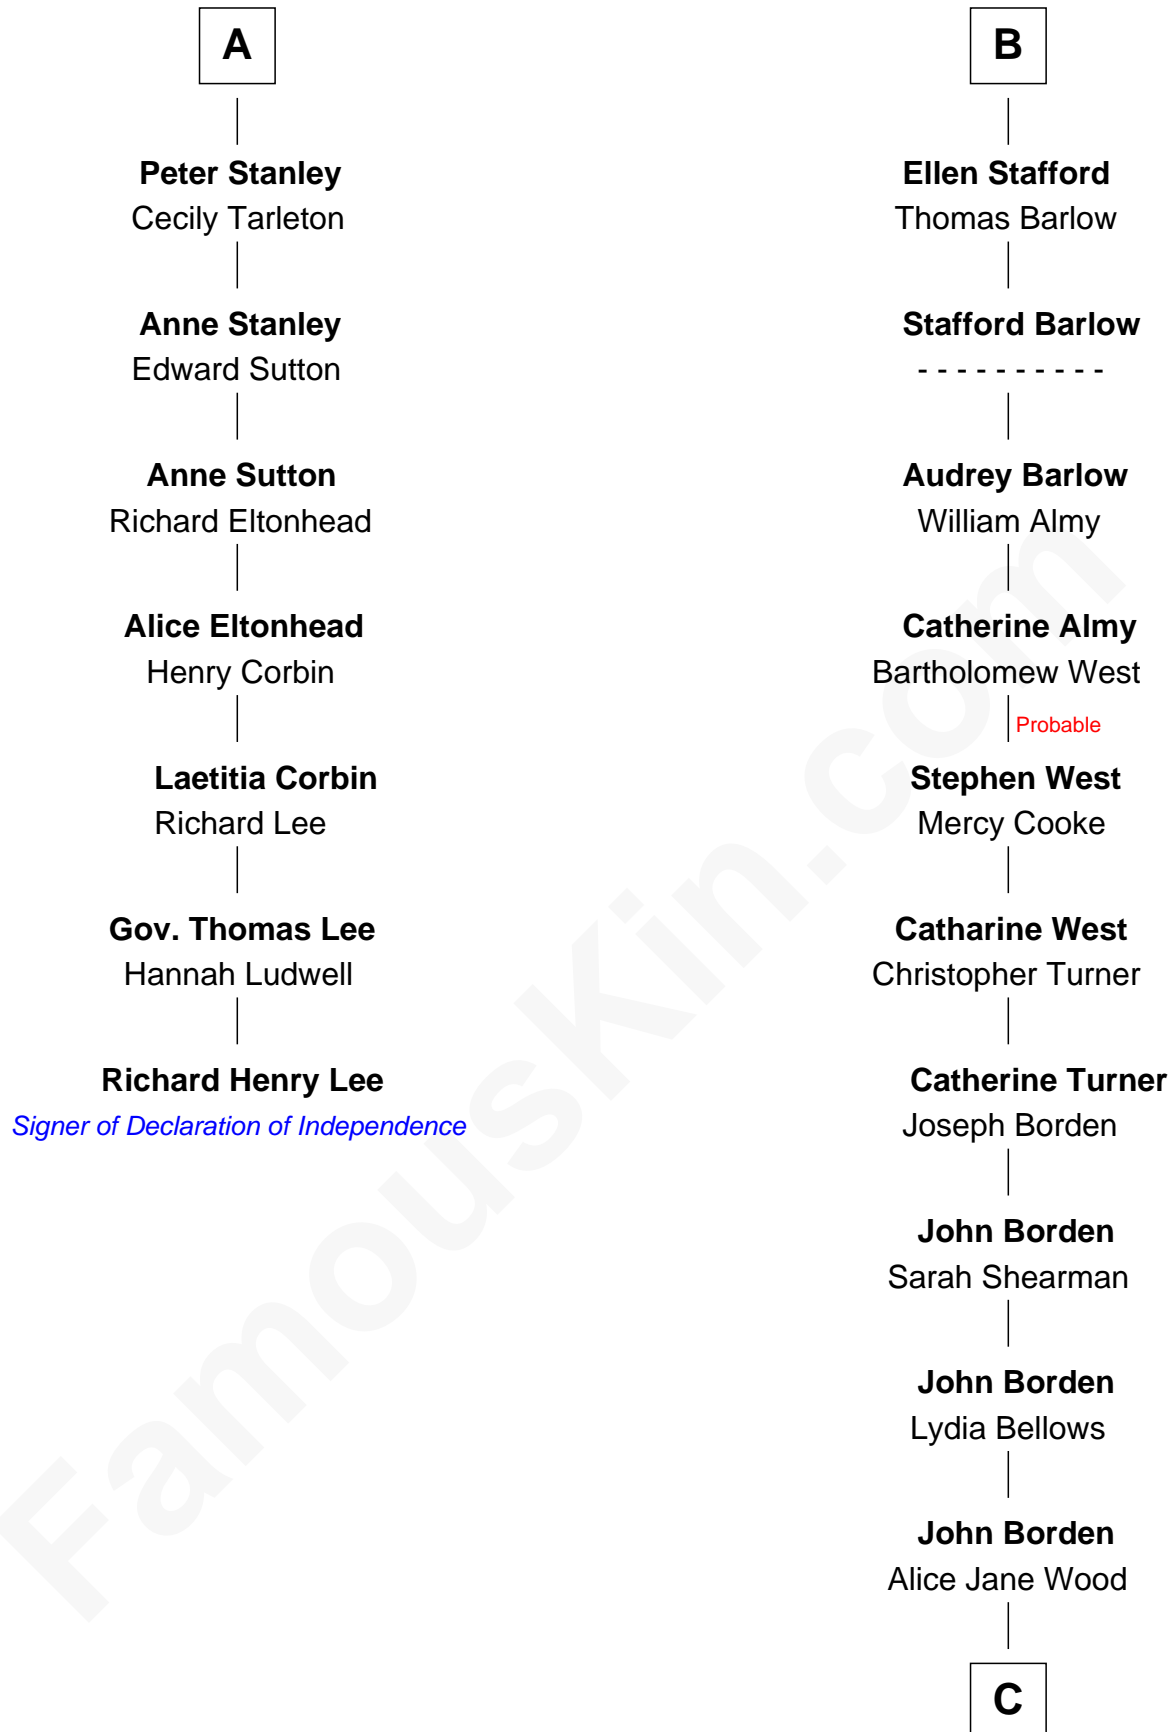 A
Peter Stanley
Cecily Tarleton
Anne Stanley
Edward Sutton
Anne Sutton
Richard Eltonhead
Alice Eltonhead
Henry Corbin
Laetitia Corbin
Richard Lee
Gov. Thomas Lee
Hannah Ludwell
Richard Henry Lee
Signer of Declaration of Independence
B
Ellen Stafford
Thomas Barlow
Stafford Barlow
- - - - - - - - - -
Audrey Barlow
William Almy
Catherine Almy
Bartholomew West
Probable
Stephen West
Mercy Cooke
Catharine West
Christopher Turner
Catherine Turner
Joseph Borden
John Borden
Sarah Shearman
John Borden
Lydia Bellows
John Borden
Alice Jane Wood
C
FamousKin.com